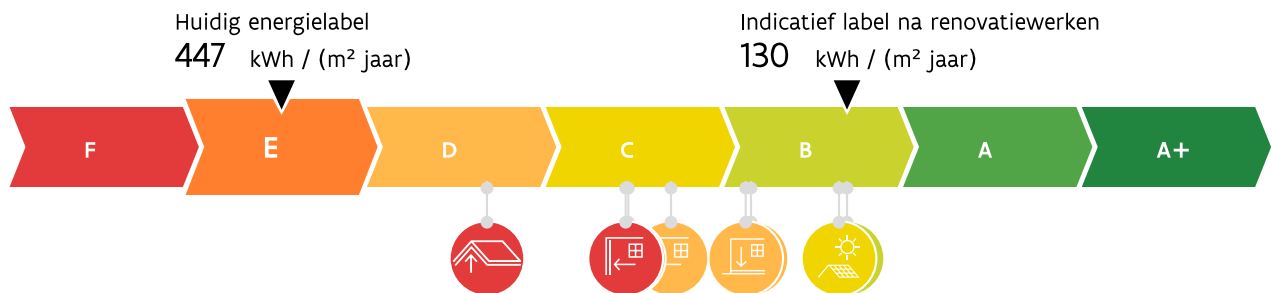 Huidig energielabel
447 kWh / (m² jaar)
Indicatief label na renovatiewerken
130 kWh / (m² jaar)
F E D C B A A+